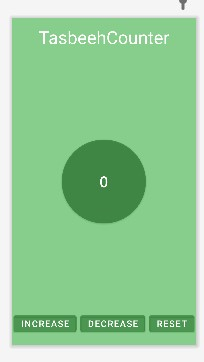 TasbeehCounter
0
INCREASE DECREASE RESET